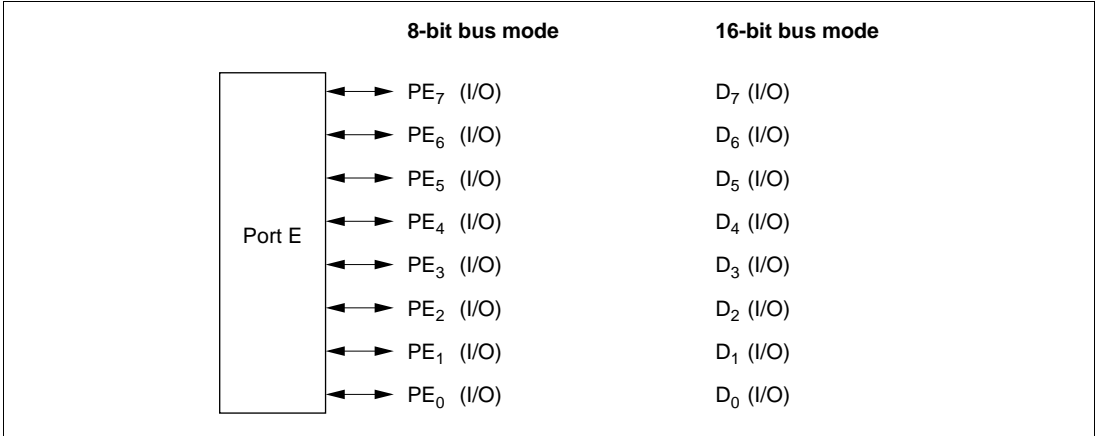 8-bit bus mode 16-bit bus mode
PE7 (I/O) D7 (I/O)
PE6 (I/O) D6 (I/O)
PE5 (I/O) D5 (I/O)
PE4 (I/O) D4 (I/O)
Port E
PE3 (I/O) D3 (I/O)
PE2 (I/O) D2 (I/O)
PE1 (I/O) D1 (I/O)
PE0 (I/O) D0 (I/O)